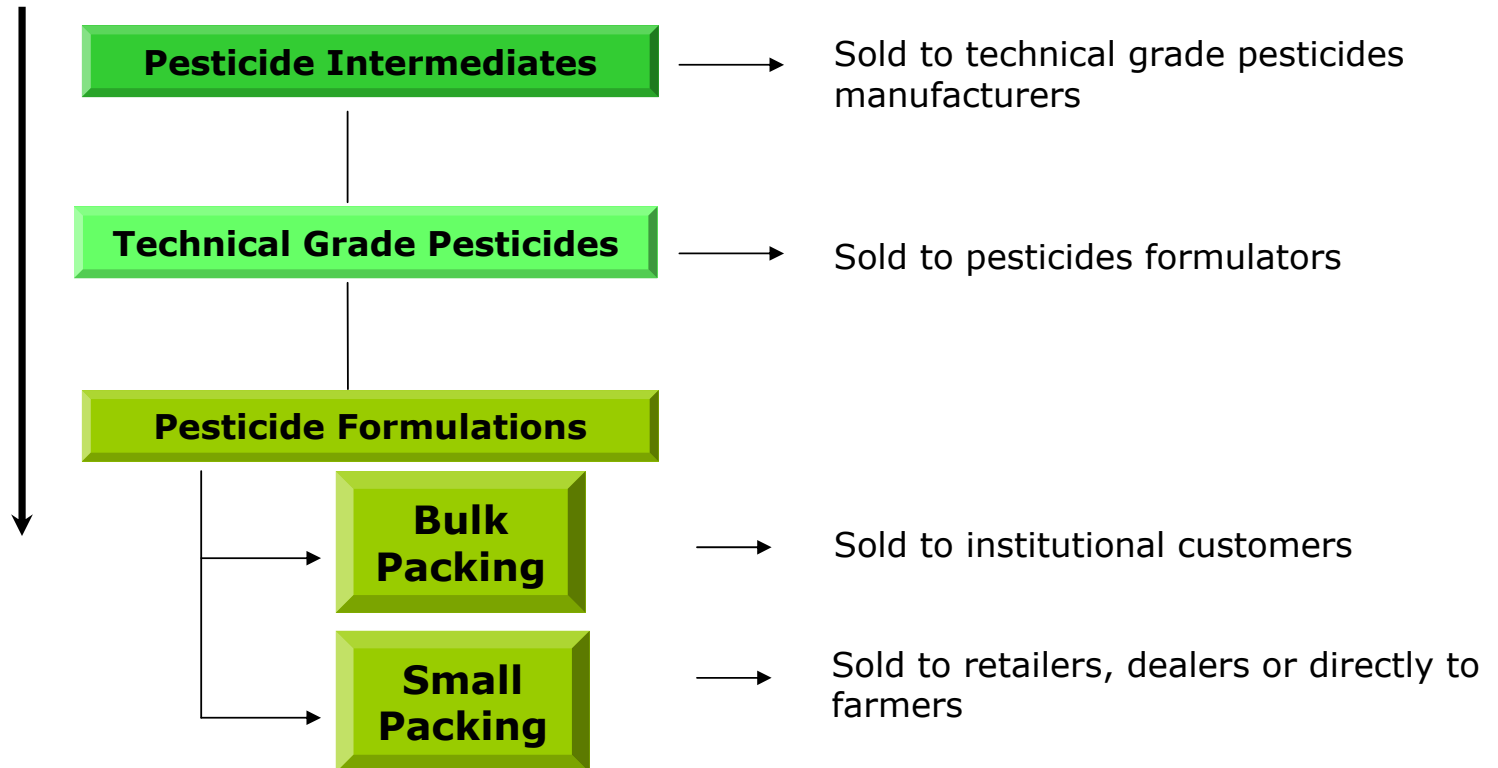 Pesticide Intermediates
Sold to technical grade pesticides
manufacturers
Technical Grade Pesticides
Sold to pesticides formulators
Pesticide Formulations
Bulk
Packing
Sold to institutional customers
Small
Packing
Sold to retailers, dealers or directly to
farmers